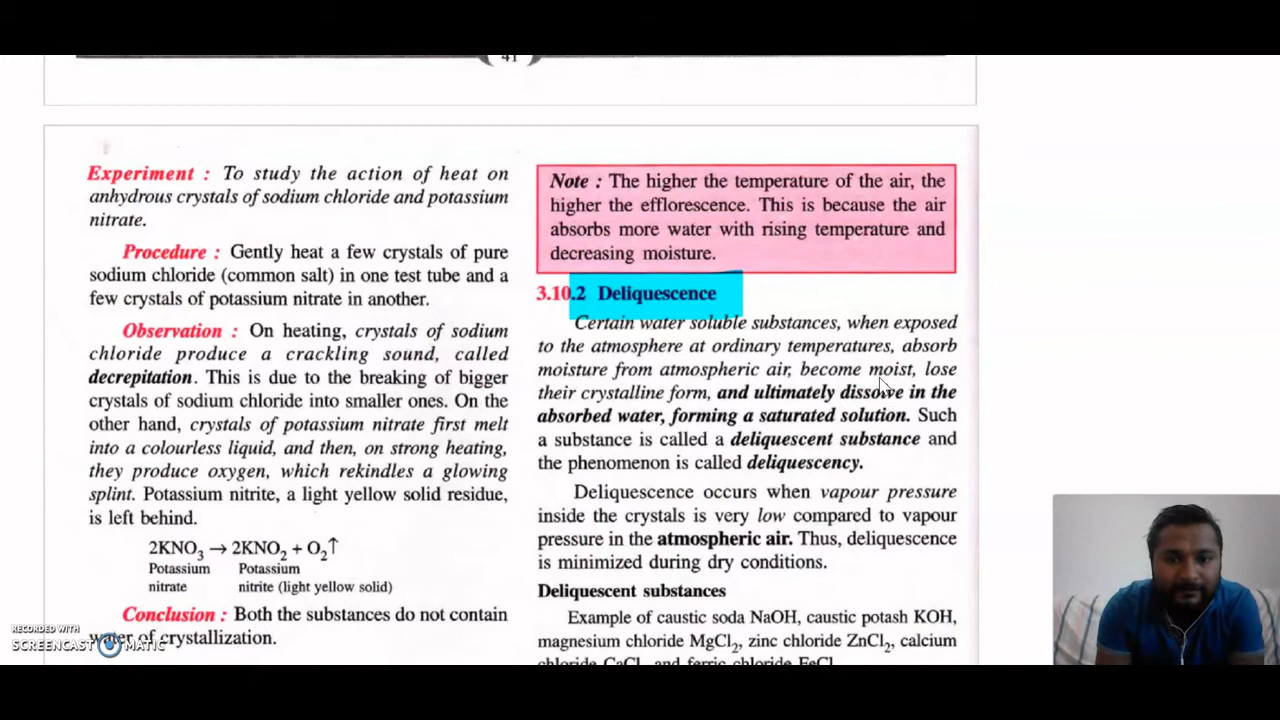 41
Experiment : To study the action of heat on
anhydrous crystals of sodium chloride and potassium
nitrate.
Procedure : Gently heat a few crystals of pure
sodium chloride (common salt) in one test tube and a
few crystals of potassium nitrate in another.
Observation : On heating, crystals of sodium
chloride produce a crackling sound, called
decrepitation. This is due to the breaking of bigger
crystals of sodium chloride into smaller ones. On the
other hand, crystals of potassium nitrate first melt
into a colourless liquid, and then, on strong heating,
they produce oxygen, which rekindles a glowing
splint. Potassium nitrite, a light yellow solid residue,
is left behind.
2KNO₃ → 2KNO₂ + O₂↑
Potassium Potassium
nitrate nitrite (light yellow solid)
Conclusion : Both the substances do not contain
water of crystallization.
Note : The higher the temperature of the air, the
higher the efflorescence. This is because the air
absorbs more water with rising temperature and
decreasing moisture.
3.10.2 Deliquescence
Certain water soluble substances, when exposed
to the atmosphere at ordinary temperatures, absorb
moisture from atmospheric air, become moist, lose
their crystalline form, and ultimately dissolve in the
absorbed water, forming a saturated solution. Such
a substance is called a deliquescent substance and
the phenomenon is called deliquescency.
Deliquescence occurs when vapour pressure
inside the crystals is very low compared to vapour
pressure in the atmospheric air. Thus, deliquescence
is minimized during dry conditions.
Deliquescent substances
Example of caustic soda NaOH, caustic potash KOH,
magnesium chloride MgCl₂, zinc chloride ZnCl₂, calcium
chloride CaCl and ferric chloride FeCl
RECORDED WITH
SCREENCAST MATIC